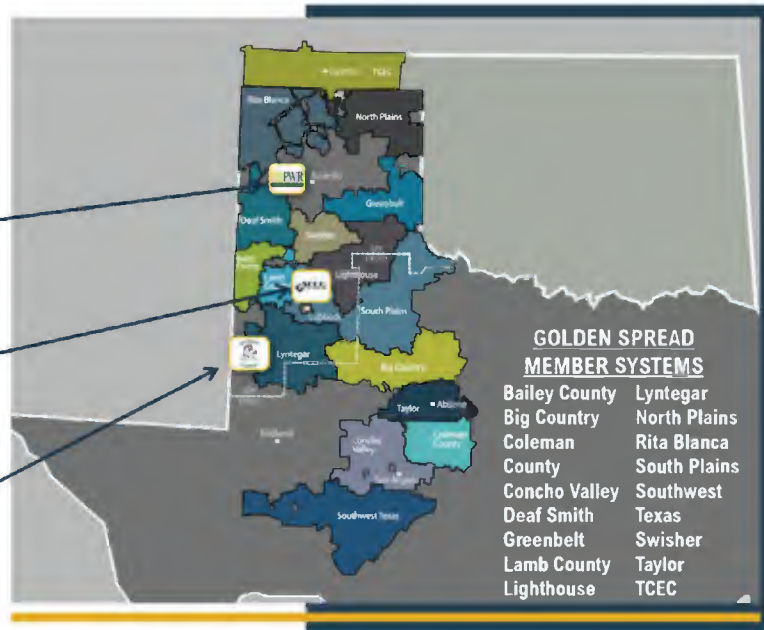 TCEC
Rita Blanca
North Plains
PWR
Greenbelt
Deaf Smith
Swisher
Lighthouse
South Plains
Lyntegar
Big Country
Taylor
Abilene
Midland
Concho
Valley
Coleman
County
Southwest Texas
GOLDEN SPREAD
MEMBER SYSTEMS
Bailey County Lyntegar
Big Country North Plains
Coleman Rita Blanca
County South Plains
Concho Valley Southwest
Deaf Smith Texas
Greenbelt Swisher
Lamb County Taylor
Lighthouse TCEC